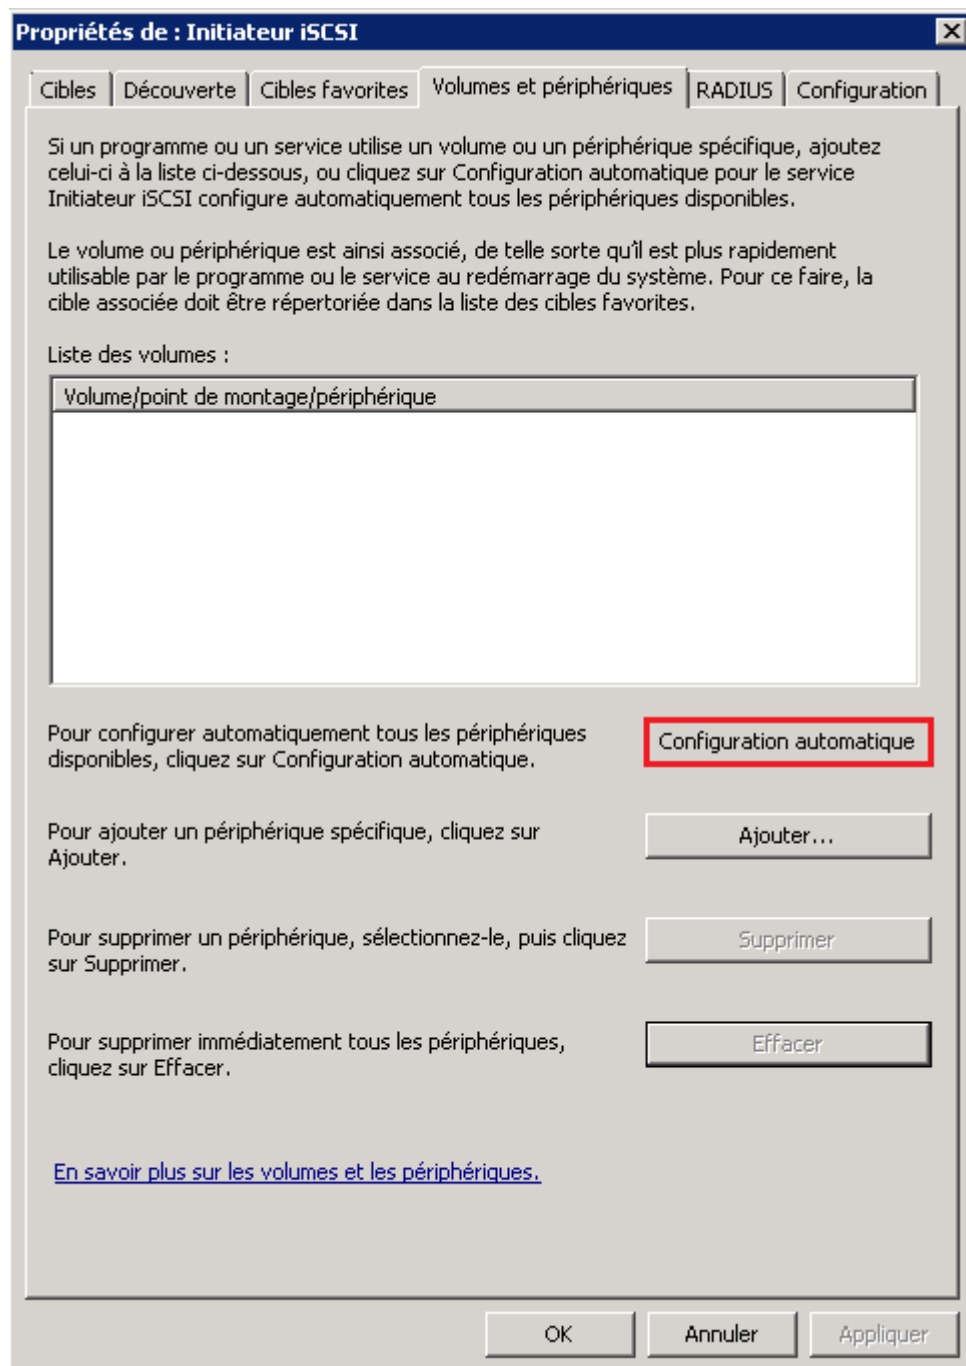 Propriétés de : Initiateur iSCSI
Cibles Découverte Cibles favorites Volumes et périphériques RADIUS Configuration
Si un programme ou un service utilise un volume ou un périphérique spécifique, ajoutez
celui-ci à la liste ci-dessous, ou cliquez sur Configuration automatique pour le service
Initiateur iSCSI configure automatiquement tous les périphériques disponibles.
Le volume ou périphérique est ainsi associé, de telle sorte qu'il est plus rapidement
utilisable par le programme ou le service au redémarrage du système. Pour ce faire, la
cible associée doit être répertoriée dans la liste des cibles favorites.
Liste des volumes :
Volume/point de montage/périphérique
Pour configurer automatiquement tous les périphériques
disponibles, cliquez sur Configuration automatique.
Configuration automatique
Pour ajouter un périphérique spécifique, cliquez sur
Ajouter.
Ajouter...
Pour supprimer un périphérique, sélectionnez-le, puis cliquez
sur Supprimer.
Supprimer
Pour supprimer immédiatement tous les périphériques,
cliquez sur Effacer.
Effacer
En savoir plus sur les volumes et les périphériques.
OK Annuler Appliquer